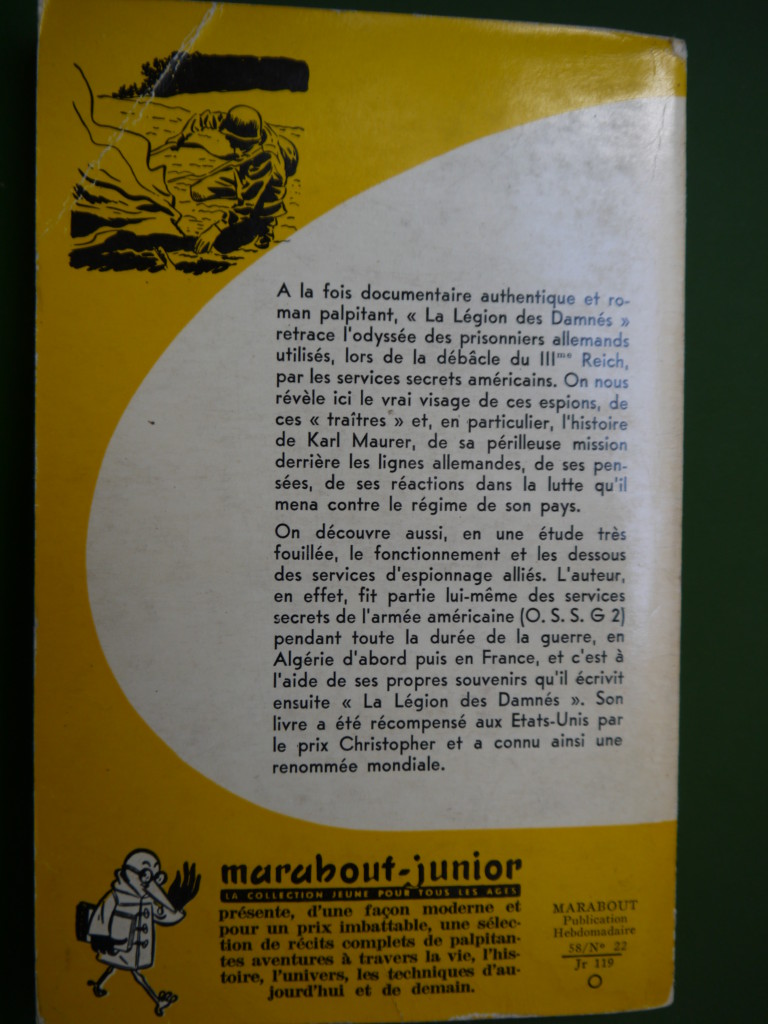 A la fois documentaire authentique et ro-
man palpitant, « La Légion des Damnés »
retrace l'odyssée des prisonniers allemands
utilisés, lors de la débâcle du IIIme Reich,
par les services secrets américains. On nous
révèle ici le vrai visage de ces espions, de
ces « traîtres » et, en particulier, l'histoire
de Karl Maurer, de sa périlleuse mission
derrière les lignes allemandes, de ses pen-
sées, de ses réactions dans la lutte qu'il
mena contre le régime de son pays.
On découvre aussi, en une étude très
fouillée, le fonctionnement et les dessous
des services d'espionnage alliés. L'auteur,
en effet, fit partie lui-même des services
secrets de l'armée américaine (O. S. S. G 2)
pendant toute la durée de la guerre, en
Algérie d'abord puis en France, et c'est à
l'aide de ses propres souvenirs qu'il écrivit
ensuite « La Légion des Damnés ». Son
livre a été récompensé aux Etats-Unis par
le prix Christopher et a connu ainsi une
renommée mondiale.
marabout-junior
LA COLLECTION JEUNE POUR TOUS LES AGES
présente, d'une façon moderne et
pour un prix imbattable, une sélec-
tion de récits complets de palpitan-
tes aventures à travers la vie, l'his-
toire, l'univers, les techniques d'au-
jourd'hui et de demain.
MARABOUT
Publication
Hebdomadaire
58/N° 22
Jr 119